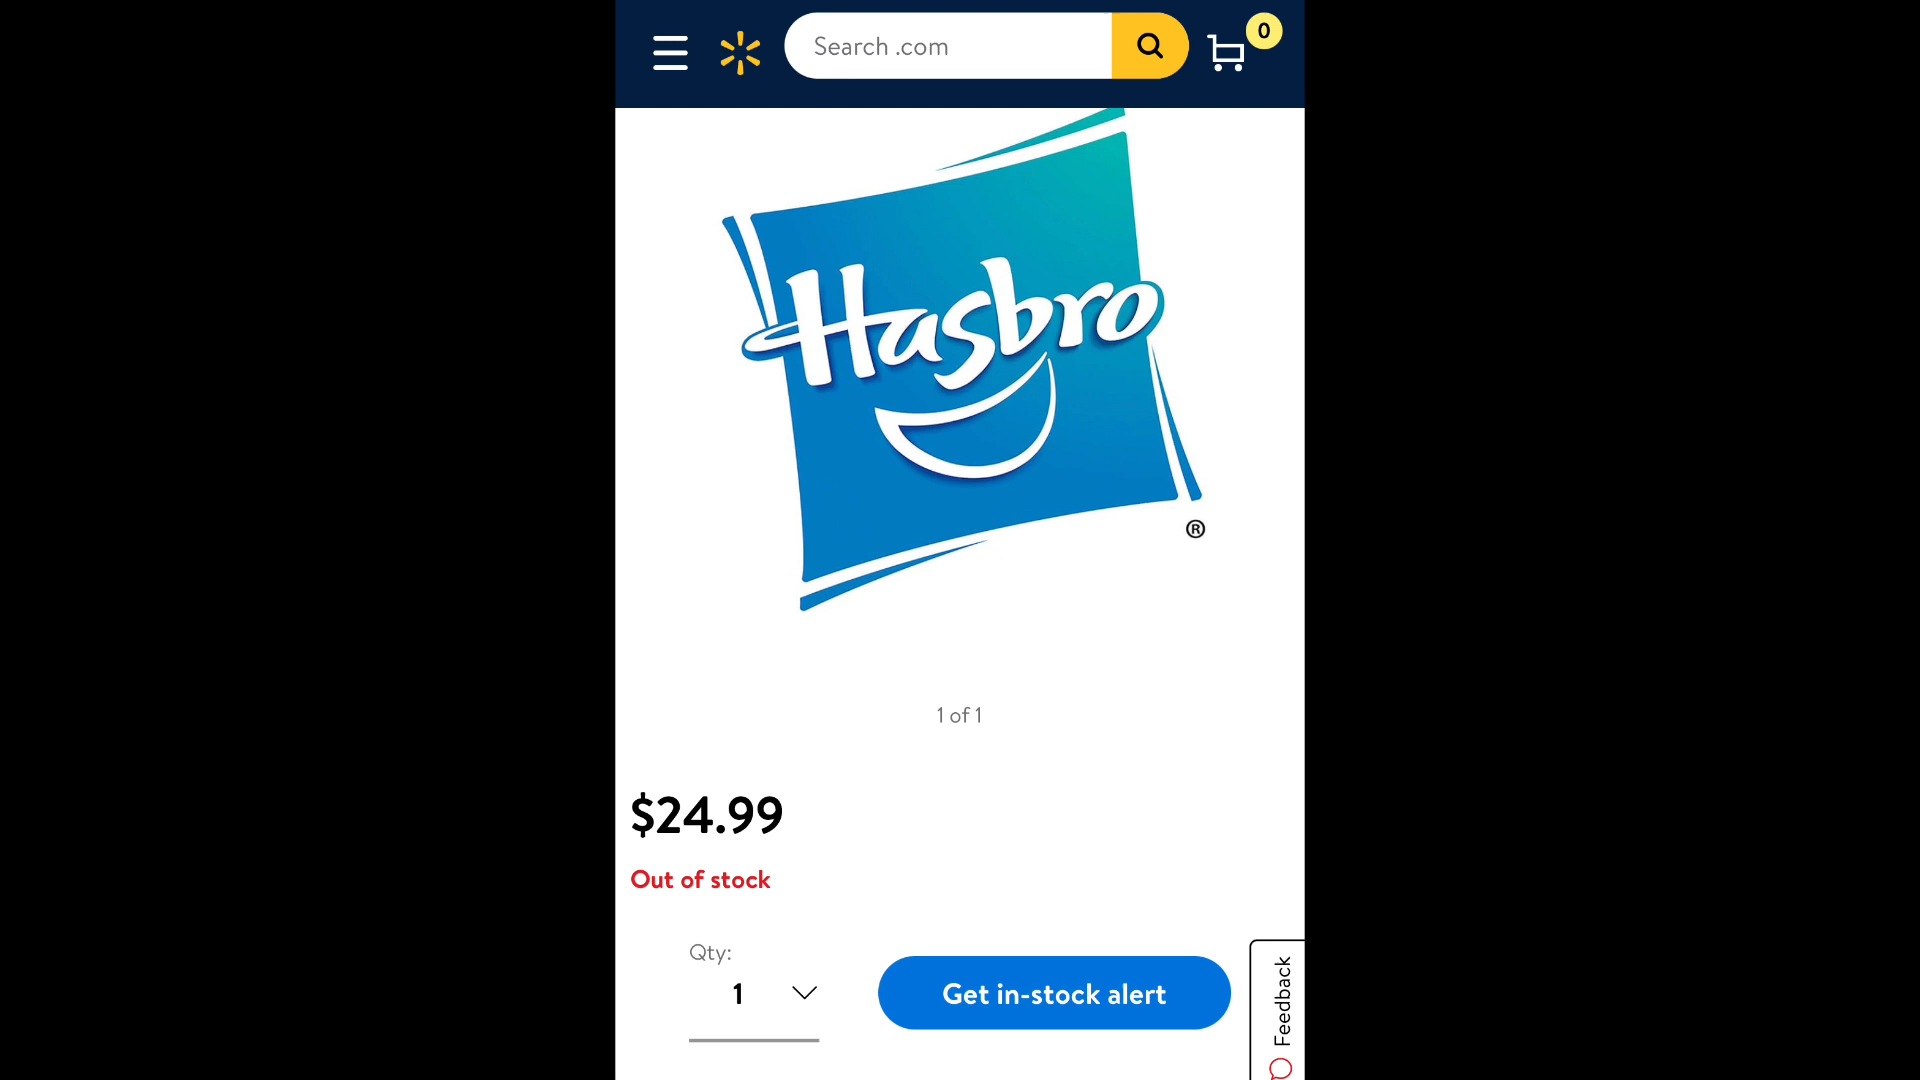 Search .com
0
Hasbro
®
1 of 1
$24.99
Out of stock
Qty:
1
Get in-stock alert
Feedback